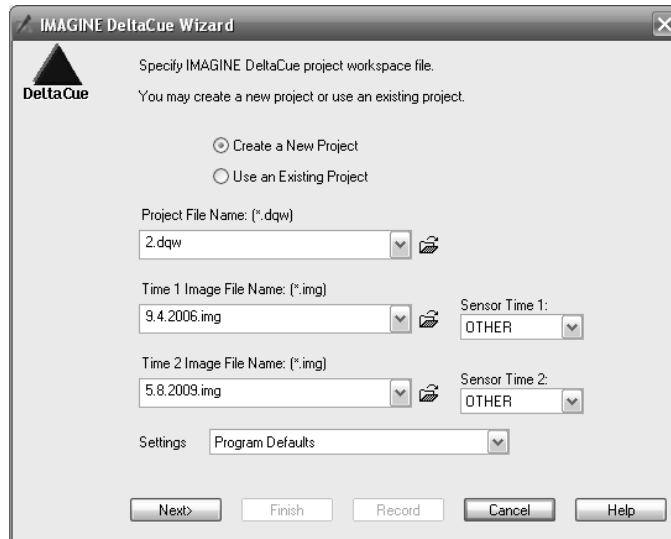 IMAGINE DeltaCue Wizard
DeltaCue
Specify IMAGINE DeltaCue project workspace file.
You may create a new project or use an existing project.
Create a New Project
Use an Existing Project
Project File Name: (*.dqw)
2.dqw
Time 1 Image File Name: (*.img)
9.4.2006.img
Sensor Time 1:
OTHER
Time 2 Image File Name: (*.img)
5.8.2009.img
Sensor Time 2:
OTHER
Settings Program Defaults
Next> Finish Record Cancel Help